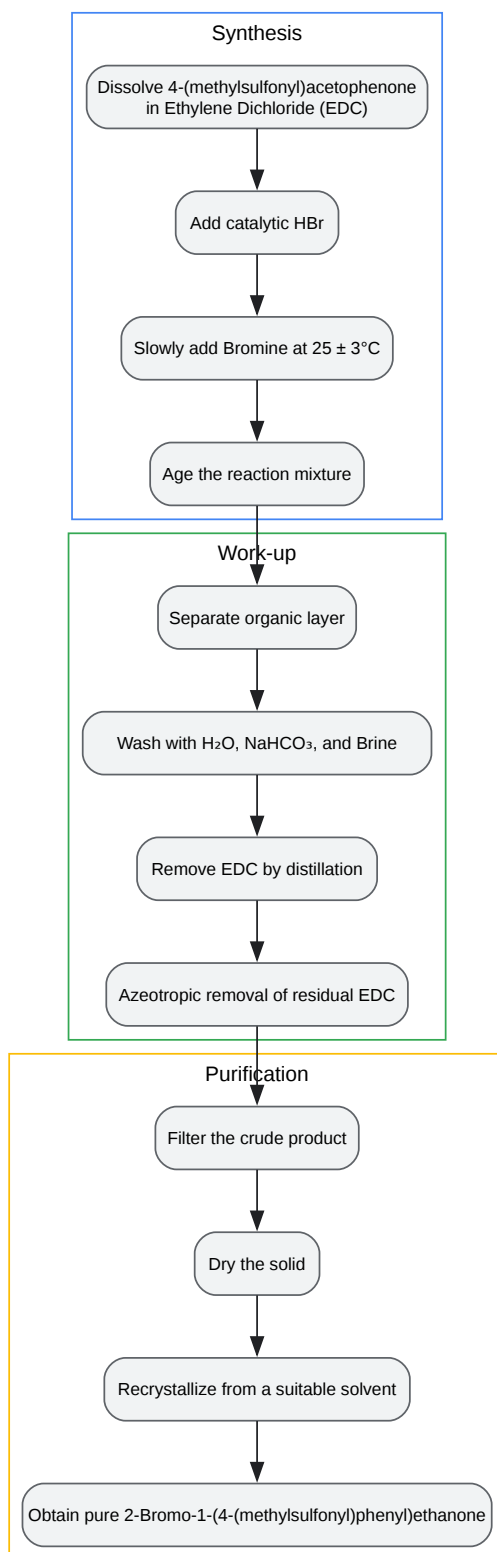 Synthesis
Dissolve 4-(methylsulfonyl)acetophenone
in Ethylene Dichloride (EDC)
Add catalytic HBr
Slowly add Bromine at 25 ± 3°C
Age the reaction mixture
Work-up
Separate organic layer
Wash with H₂O, NaHCO₃, and Brine
Remove EDC by distillation
Azeotropic removal of residual EDC
Purification
Filter the crude product
Dry the solid
Recrystallize from a suitable solvent
Obtain pure 2-Bromo-1-(4-(methylsulfonyl)phenyl)ethanone